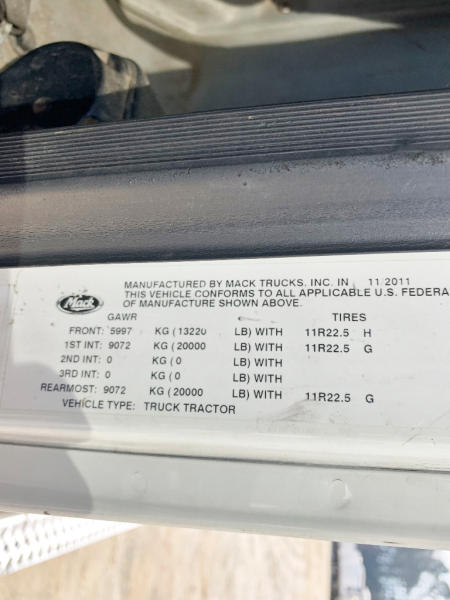 Mack
MANUFACTURED BY MACK TRUCKS, INC. IN 11 2011
THIS VEHICLE CONFORMS TO ALL APPLICABLE U.S. FEDERA
OF MANUFACTURE SHOWN ABOVE.
GAWR TIRES
FRONT: 5997 KG ( 13220 LB) WITH 11R22.5 H
1ST INT: 9072 KG ( 20000 LB) WITH 11R22.5 G
2ND INT: 0 KG ( 0 LB) WITH
3RD INT: 0 KG ( 0 LB) WITH
REARMOST: 9072 KG ( 20000 LB) WITH 11R22.5 G
VEHICLE TYPE: TRUCK TRACTOR